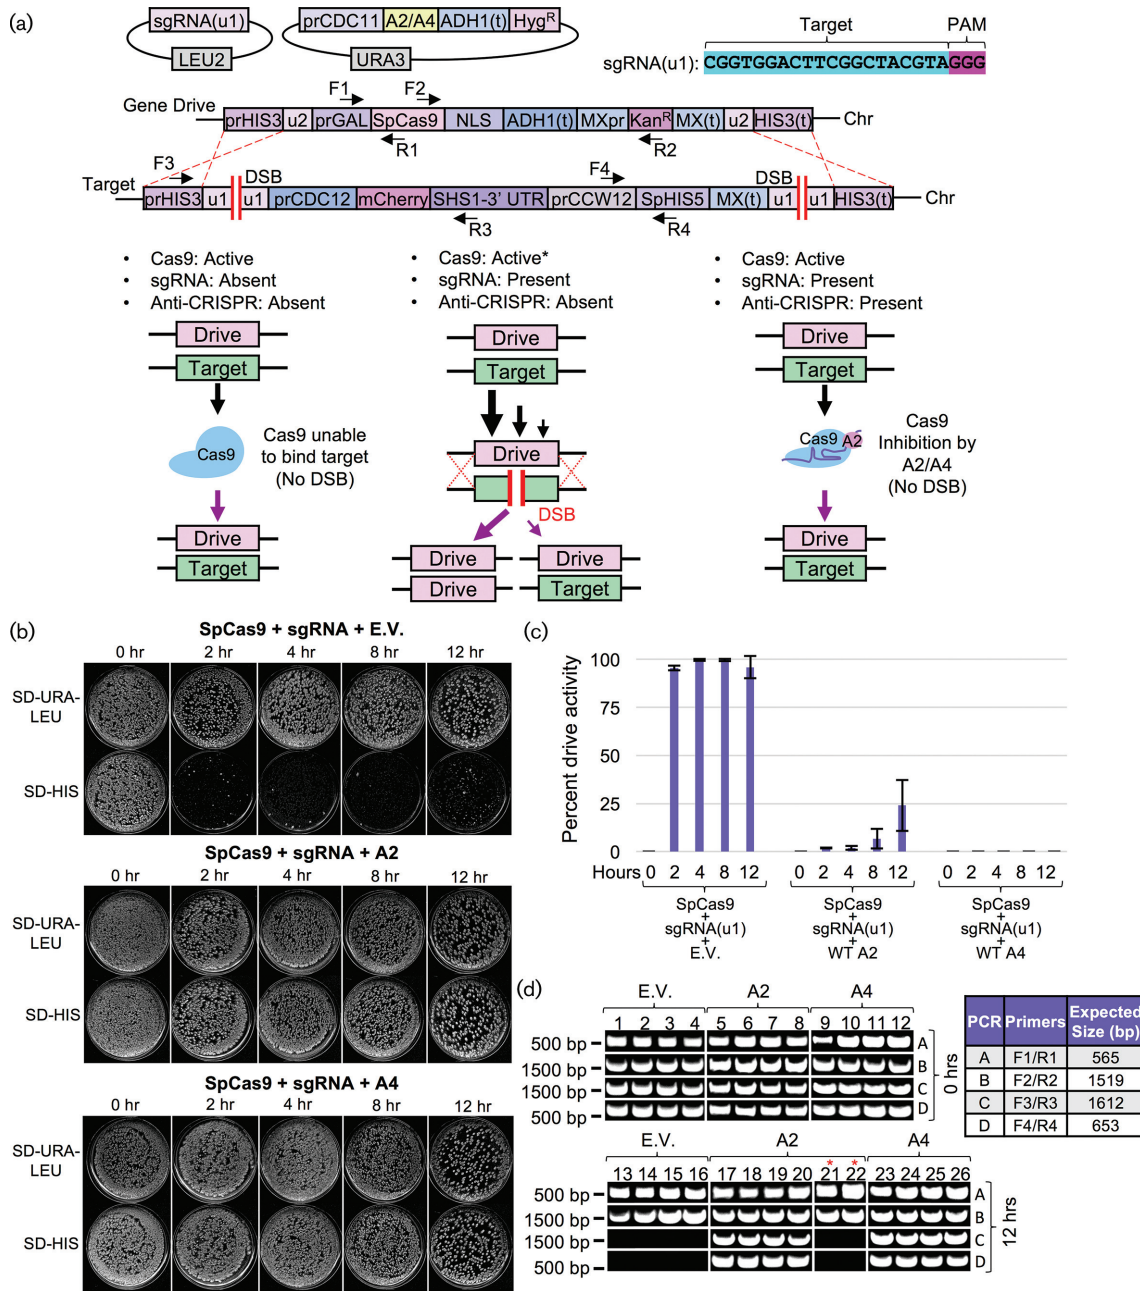 (a)
sgRNA(u1)
LEU2
prCDC11 A2/A4 ADH1(t) Hyg^R
URA3
Target PAM
sgRNA(u1): CGGTGGACTTCGGCTACGTAGGG
F1 F2
Gene Drive
prHIS3 u2 prGAL SpCas9 NLS ADH1(t) MXpr Kan^R MX(t) u2 HIS3(t) Chr
R1 R2
F3 F4
Target DSB DSB
prHIS3 u1 u1 prCDC12 mCherry SHS1-3' UTR prCCW12 SpHIS5 MX(t) u1 u1 HIS3(t) Chr
R3 R4
• Cas9: Active
• sgRNA: Absent
• Anti-CRISPR: Absent
Drive
Target
Cas9
Cas9 unable
to bind target
(No DSB)
Drive
Target
• Cas9: Active*
• sgRNA: Present
• Anti-CRISPR: Absent
Drive
Target
Drive
DSB
Drive Drive
Drive Target
• Cas9: Active
• sgRNA: Present
• Anti-CRISPR: Present
Drive
Target
Cas9 A2
Cas9
Inhibition by
A2/A4
(No DSB)
Drive
Target
(b)
SpCas9 + sgRNA + E.V.
0 hr 2 hr 4 hr 8 hr 12 hr
SD-URA-
LEU
SD-HIS
SpCas9 + sgRNA + A2
0 hr 2 hr 4 hr 8 hr 12 hr
SD-URA-
LEU
SD-HIS
SpCas9 + sgRNA + A4
0 hr 2 hr 4 hr 8 hr 12 hr
SD-URA-
LEU
SD-HIS
(c)
Percent drive activity
100
75
50
25
0
Hours 0 2 4 8 12 0 2 4 8 12 0 2 4 8 12
SpCas9 SpCas9 SpCas9
+ + +
sgRNA(u1) sgRNA(u1) sgRNA(u1)
+ + +
E.V. WT A2 WT A4
(d)
E.V. A2 A4
1 2 3 4 5 6 7 8 9 10 11 12
500 bp A
1500 bp B
1500 bp C
500 bp D
0 hrs
E.V. A2 A4
* *
13 14 15 16 17 18 19 20 21 22 23 24 25 26
500 bp A
1500 bp B
1500 bp C
500 bp D
12 hrs
PCR Primers Expected
Size (bp)
A F1/R1 565
B F2/R2 1519
C F3/R3 1612
D F4/R4 653